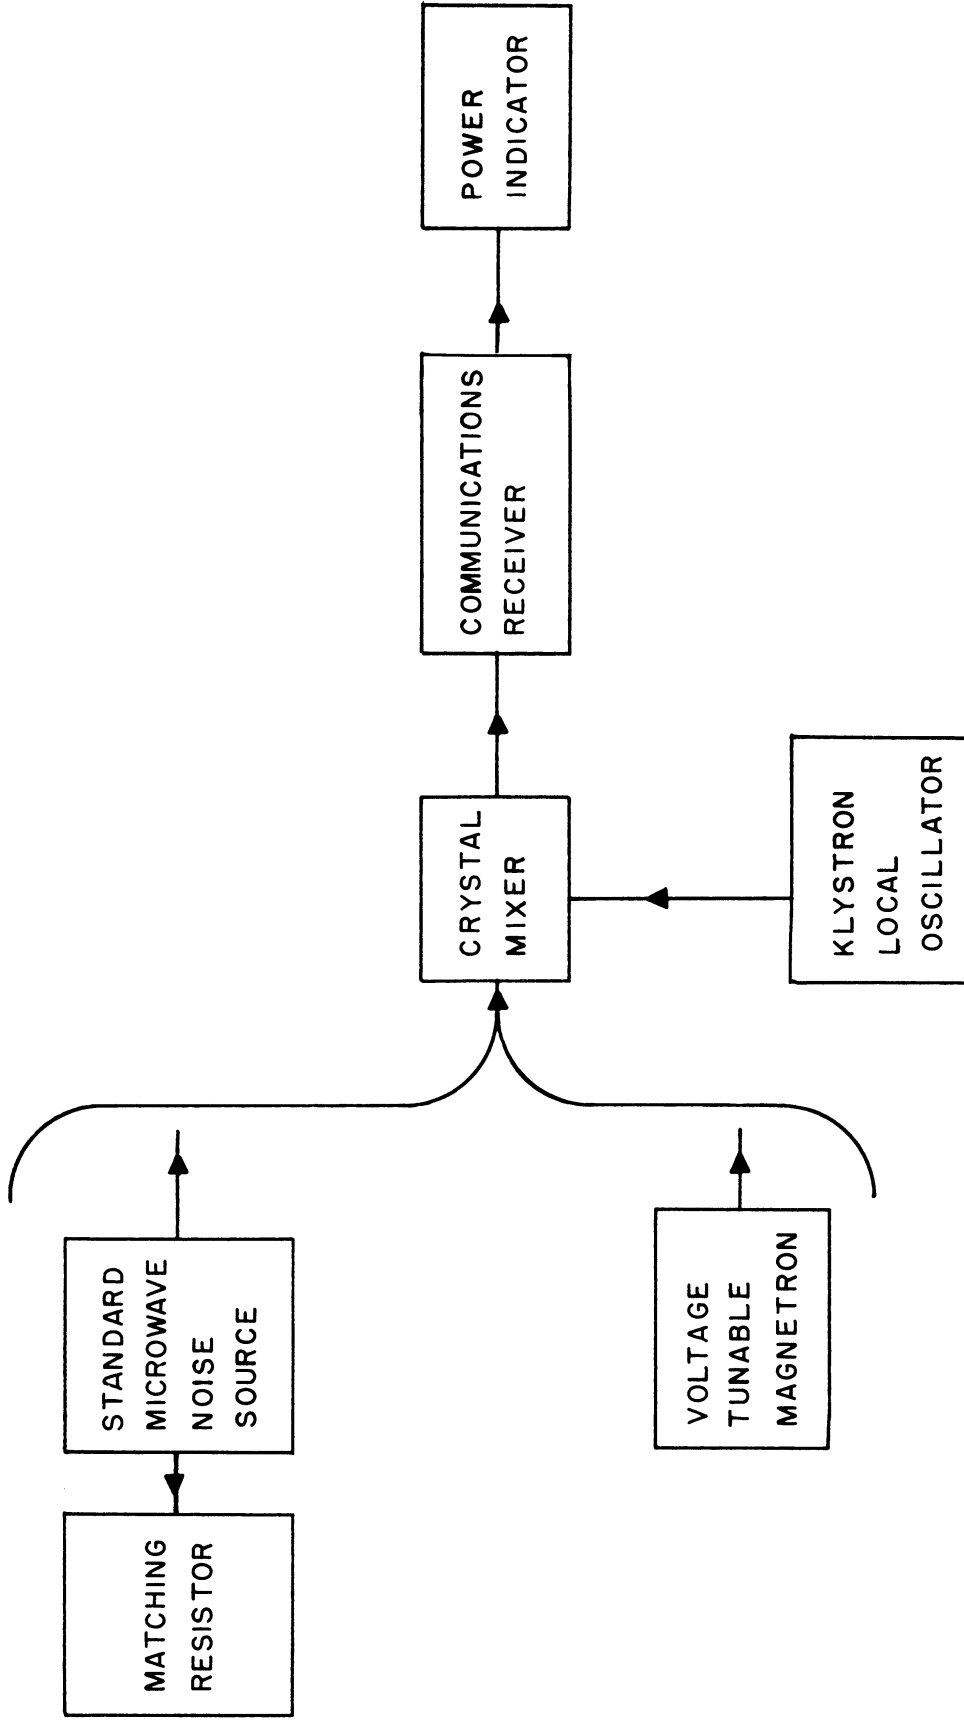 MATCHING
RESISTOR
STANDARD
MICROWAVE
NOISE
SOURCE
VOLTAGE
TUNABLE
MAGNETRON
CRYSTAL
MIXER
KLYSTRON
LOCAL
OSCILLATOR
COMMUNICATIONS
RECEIVER
POWER
INDICATOR